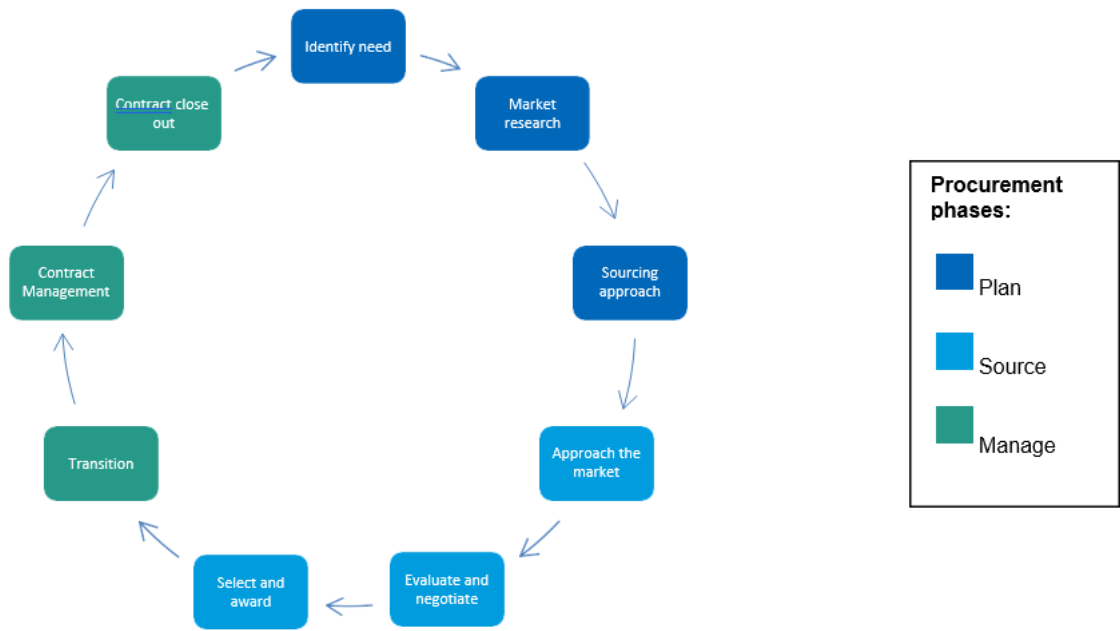 Identify need
Market
research
Sourcing
approach
Approach the
market
Evaluate and
negotiate
Select and
award
Transition
Contract
Management
Contract close
out
Procurement
phases:
Plan
Source
Manage